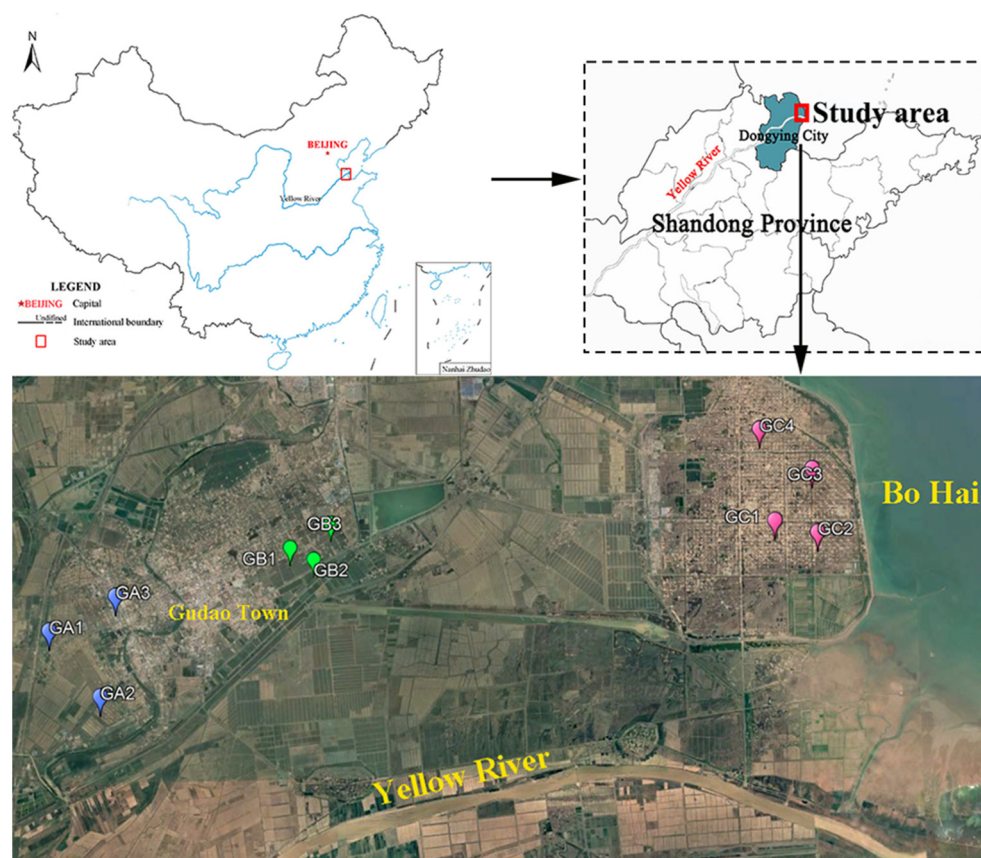 N
BEIJING
Yellow River
LEGEND
BEIJING Capital
Undifined International boundary
Study area
Nanhai Zhudao
Study area
Dongying City
Yellow River
Shandong Province
GC4
Bo Hai
GC3
GC1
GC2
GB3
GB1
GB2
GA3
Gudao Town
GA1
GA2
Yellow River